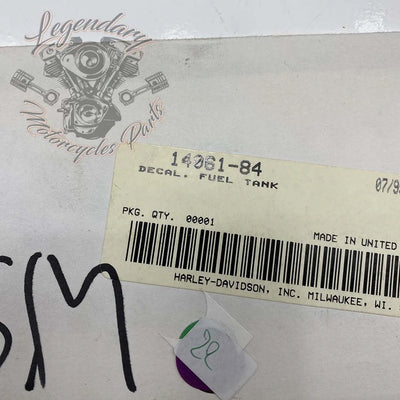 Legendary
Motorcycles Parts
14061-84
DECAL. FUEL TANK
07/9
PKG. QTY. 00001
MADE IN UNITED
HARLEY-DAVIDSON, INC. MILWAUKEE, WI.